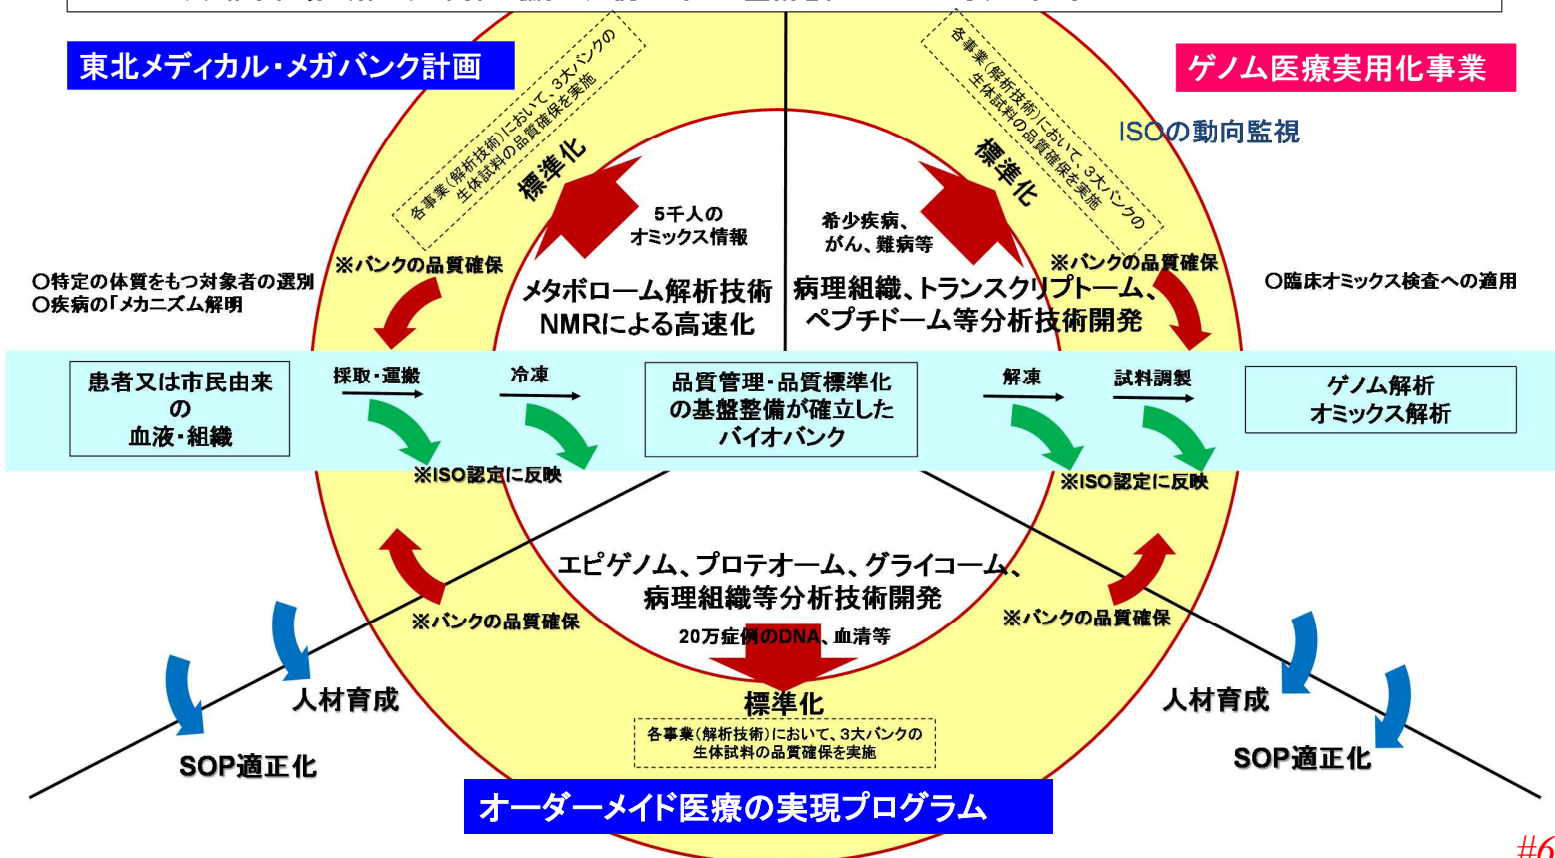 東北メディカル・メガバンク計画
ゲノム医療実用化事業
ISOの動向監視
各事業(解析技術)において、3大バンクの
生体試料の品質確保を実施
標準化
各事業(解析技術)において、3大バンクの
生体試料の品質確保を実施
標準化
5千人の
オミックス情報
希少疾病、
がん、難病等
※バンクの品質確保
※バンクの品質確保
○特定の体質をもつ対象者の選別
○疾病の「メカニズム解明
メタボローム解析技術
NMRによる高速化
病理組織、トランスクリプトーム、
ペプチドーム等分析技術開発
○臨床オミックス検査への適用
患者又は市民由来
の
血液・組織
採取・運搬
冷凍
品質管理・品質標準化
の基盤整備が確立した
バイオバンク
解凍
試料調製
ゲノム解析
オミックス解析
※ISO認定に反映
※ISO認定に反映
エピゲノム、プロテオーム、グライコーム、
病理組織等分析技術開発
※バンクの品質確保
※バンクの品質確保
20万症例のDNA、血清等
人材育成
SOP適正化
人材育成
SOP適正化
標準化
各事業(解析技術)において、3大バンクの
生体試料の品質確保を実施
オーダーメイド医療の実現プログラム
#6